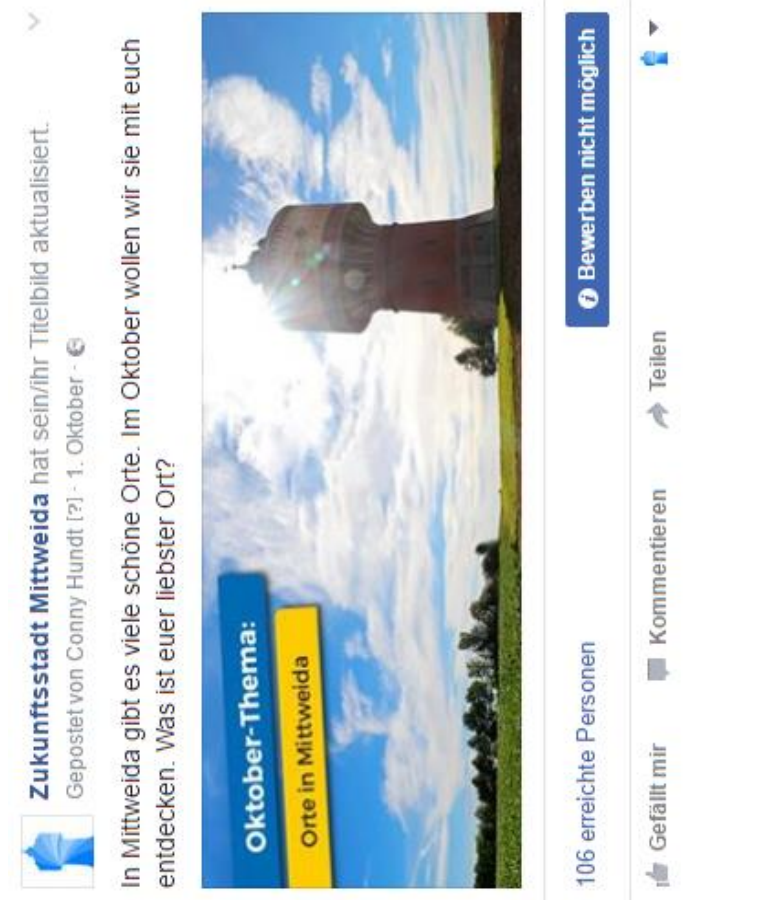 Zukunftsstadt Mittweida hat sein/ihr Titelbild aktualisiert.
Gepostet von Conny Hundt [?] · 1. Oktober ·
In Mittweida gibt es viele schöne Orte. Im Oktober wollen wir sie mit euch
entdecken. Was ist euer liebster Ort?
Oktober-Thema:
Orte in Mittweida
106 erreichte Personen
Bewerben nicht möglich
Gefällt mir Kommentieren Teilen